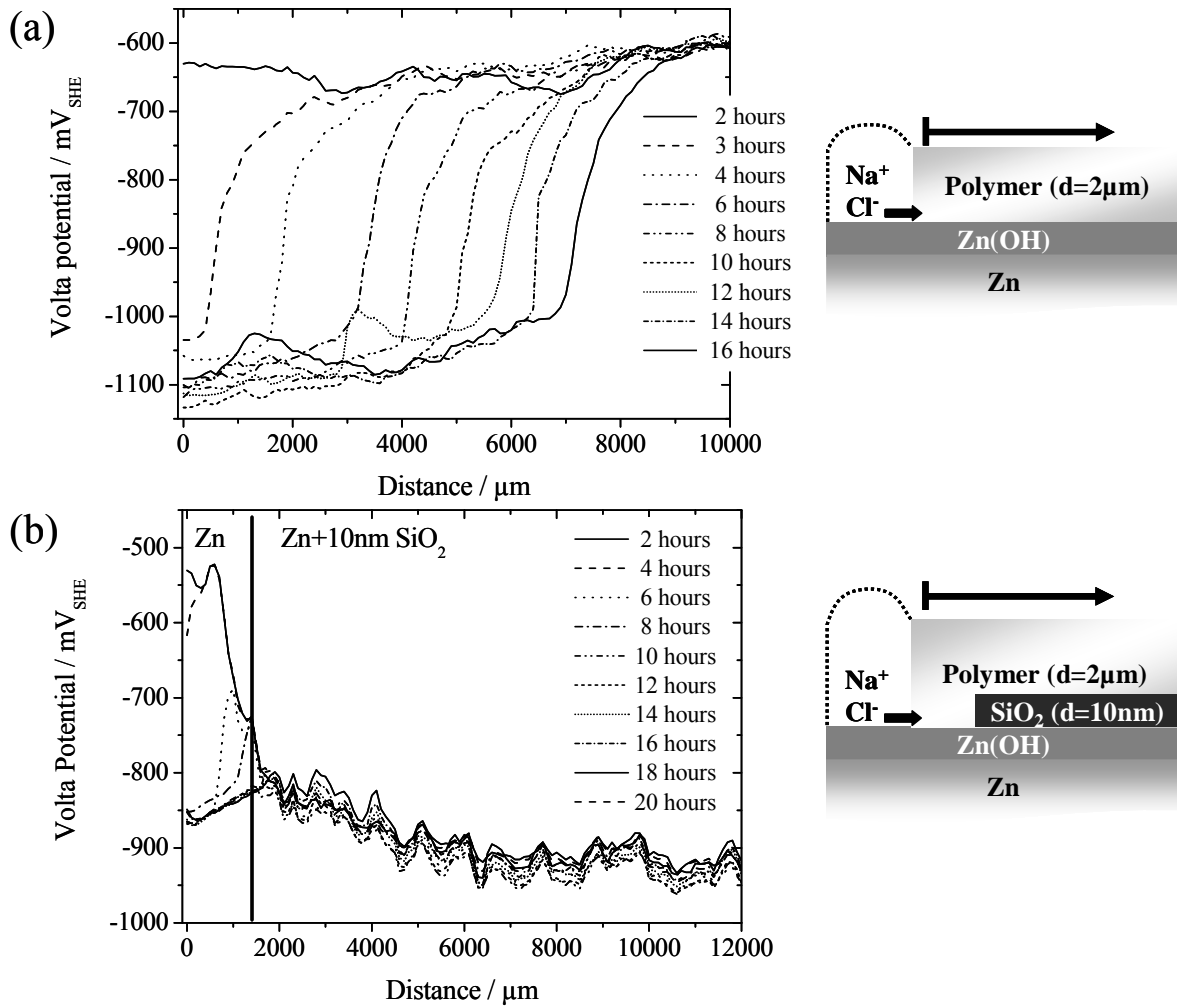 (a)
Volta potential / mV_SHE
-600
-700
-800
-900
-1000
-1100
0
2000
4000
6000
8000
10000
Distance / µm
2 hours
3 hours
4 hours
6 hours
8 hours
10 hours
12 hours
14 hours
16 hours
Na⁺
Cl⁻
Polymer (d=2µm)
Zn(OH)
Zn
(b)
Volta Potential / mV_SHE
-500
-600
-700
-800
-900
-1000
0
2000
4000
6000
8000
10000
12000
Distance / µm
Zn
Zn+10nm SiO₂
2 hours
4 hours
6 hours
8 hours
10 hours
12 hours
14 hours
16 hours
18 hours
20 hours
Na⁺
Cl⁻
Polymer (d=2µm)
SiO₂ (d=10nm)
Zn(OH)
Zn